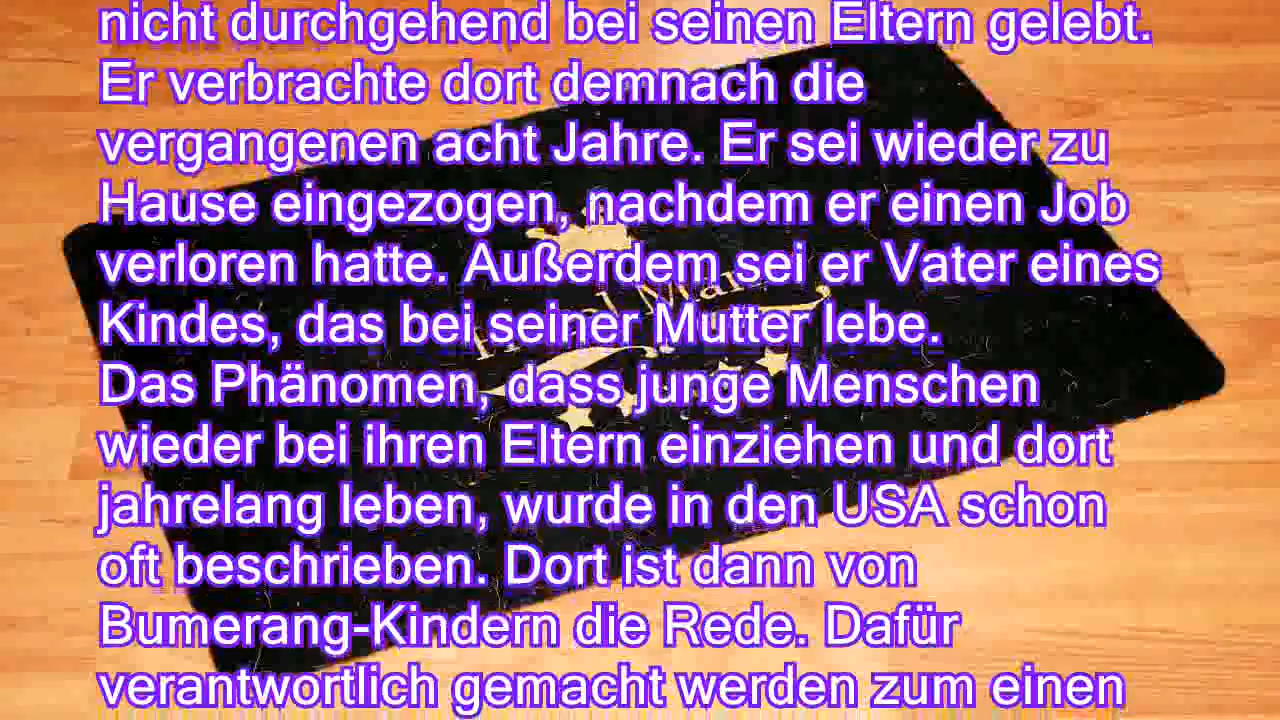 nicht durchgehend bei seinen Eltern gelebt.
Er verbrachte dort demnach die
vergangenen acht Jahre. Er sei wieder zu
Hause eingezogen, nachdem er einen Job
verloren hatte. Außerdem sei er Vater eines
Kindes, das bei seiner Mutter lebe.
Das Phänomen, dass junge Menschen
wieder bei ihren Eltern einziehen und dort
jahrelang leben, wurde in den USA schon
oft beschrieben. Dort ist dann von
Bumerang-Kindern die Rede. Dafür
verantwortlich gemacht werden zum einen